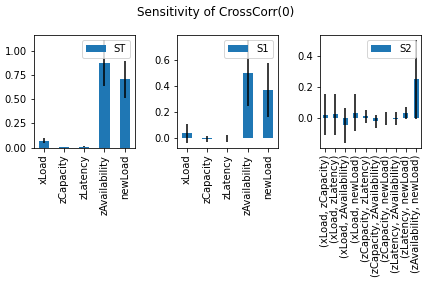 Sensitivity of CrossCorr(0)
ST
1.00
0.75
0.50
0.25
0.00
xLoad
zCapacity
zLatency
zAvailability
newLoad
S1
0.6
0.4
0.2
0.0
xLoad
zCapacity
zLatency
zAvailability
newLoad
S2
0.4
0.2
0.0
(xLoad, zCapacity)
(xLoad, zLatency)
(xLoad, zAvailability)
(xLoad, newLoad)
(zCapacity, zLatency)
(zCapacity, zAvailability)
(zCapacity, newLoad)
(zLatency, zAvailability)
(zLatency, newLoad)
(zAvailability, newLoad)